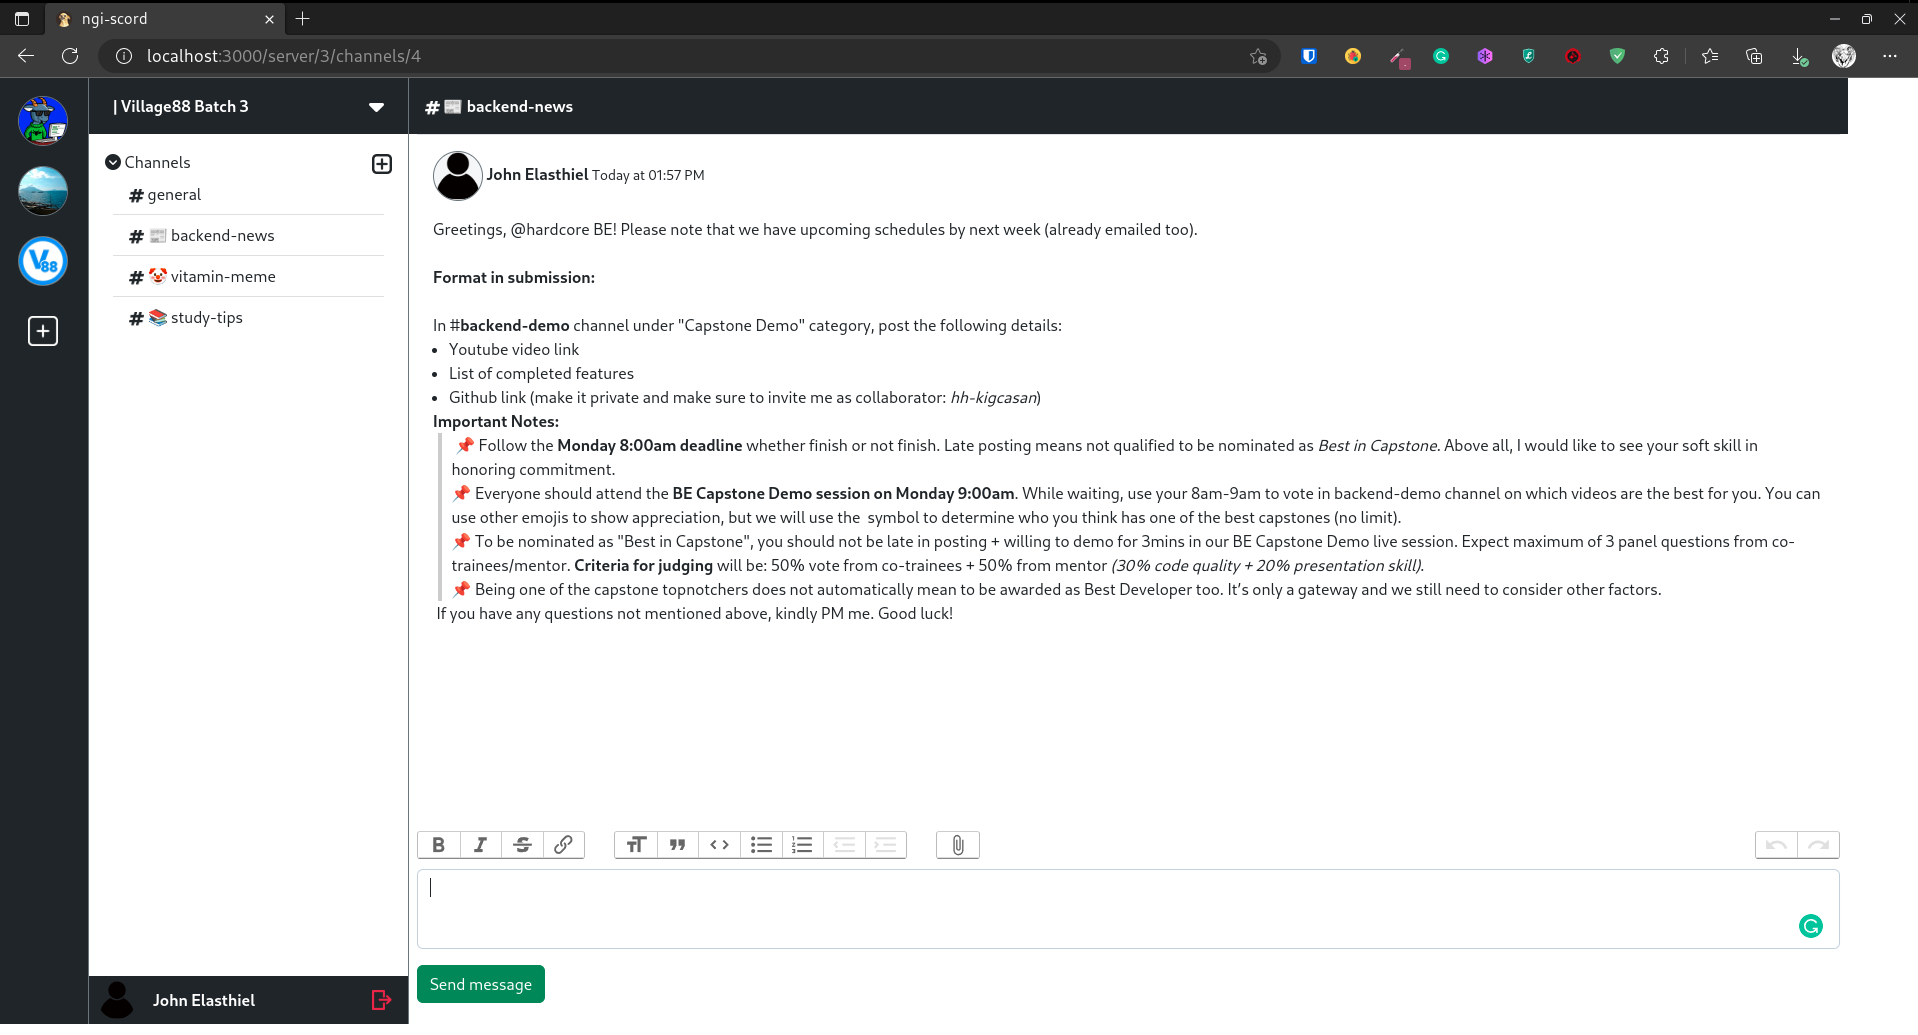 ngi-scord
localhost:3000/server/3/channels/4
| Village88 Batch 3
# 📰 backend-news
Channels
# general
# 📰 backend-news
# 🤡 vitamin-meme
# 📚 study-tips
V88
John Elasthiel Today at 01:57 PM
Greetings, @hardcore BE! Please note that we have upcoming schedules by next week (already emailed too).
Format in submission:
In #backend-demo channel under "Capstone Demo" category, post the following details:
• Youtube video link
• List of completed features
• Github link (make it private and make sure to invite me as collaborator: hh-kigcasan)
Important Notes:
📌 Follow the Monday 8:00am deadline whether finish or not finish. Late posting means not qualified to be nominated as Best in Capstone. Above all, I would like to see your soft skill in
honoring commitment.
📌 Everyone should attend the BE Capstone Demo session on Monday 9:00am. While waiting, use your 8am-9am to vote in backend-demo channel on which videos are the best for you. You can
use other emojis to show appreciation, but we will use the  symbol to determine who you think has one of the best capstones (no limit).
📌 To be nominated as "Best in Capstone", you should not be late in posting + willing to demo for 3mins in our BE Capstone Demo live session. Expect maximum of 3 panel questions from co-
trainees/mentor. Criteria for judging will be: 50% vote from co-trainees + 50% from mentor (30% code quality + 20% presentation skill).
📌 Being one of the capstone topnotchers does not automatically mean to be awarded as Best Developer too. It’s only a gateway and we still need to consider other factors.
If you have any questions not mentioned above, kindly PM me. Good luck!
Send message
John Elasthiel